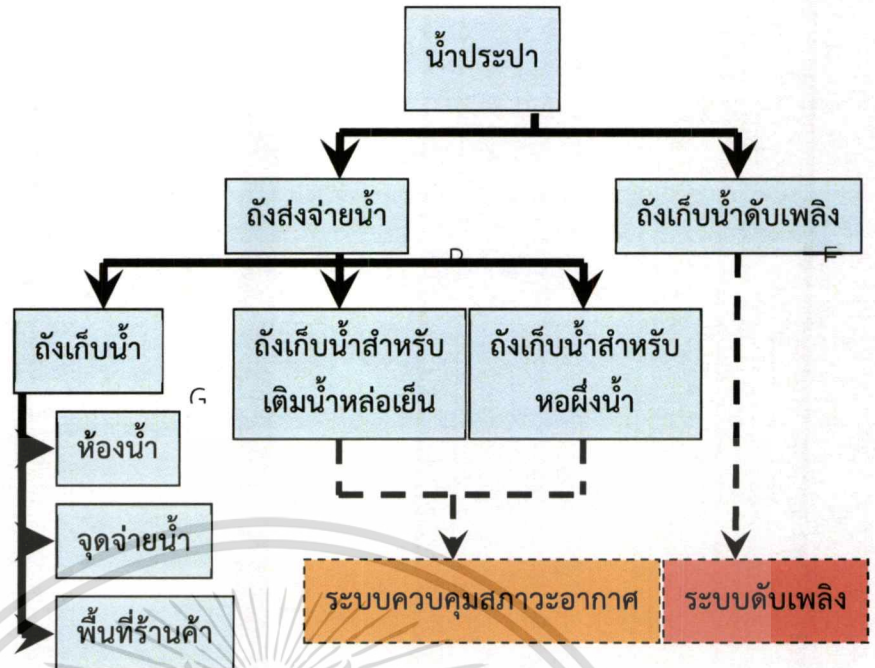 น้ำประปา
ถังส่งจ่ายน้ำ
ถังเก็บน้ำดับเพลิง
ถังเก็บน้ำ
ถังเก็บน้ำสำหรับ
เติมน้ำหล่อเย็น
ถังเก็บน้ำสำหรับ
หอผึ่งน้ำ
G
ห้องน้ำ
จุดจ่ายน้ำ
พื้นที่ร้านค้า
ระบบควบคุมสภาวะอากาศ
ระบบดับเพลิง